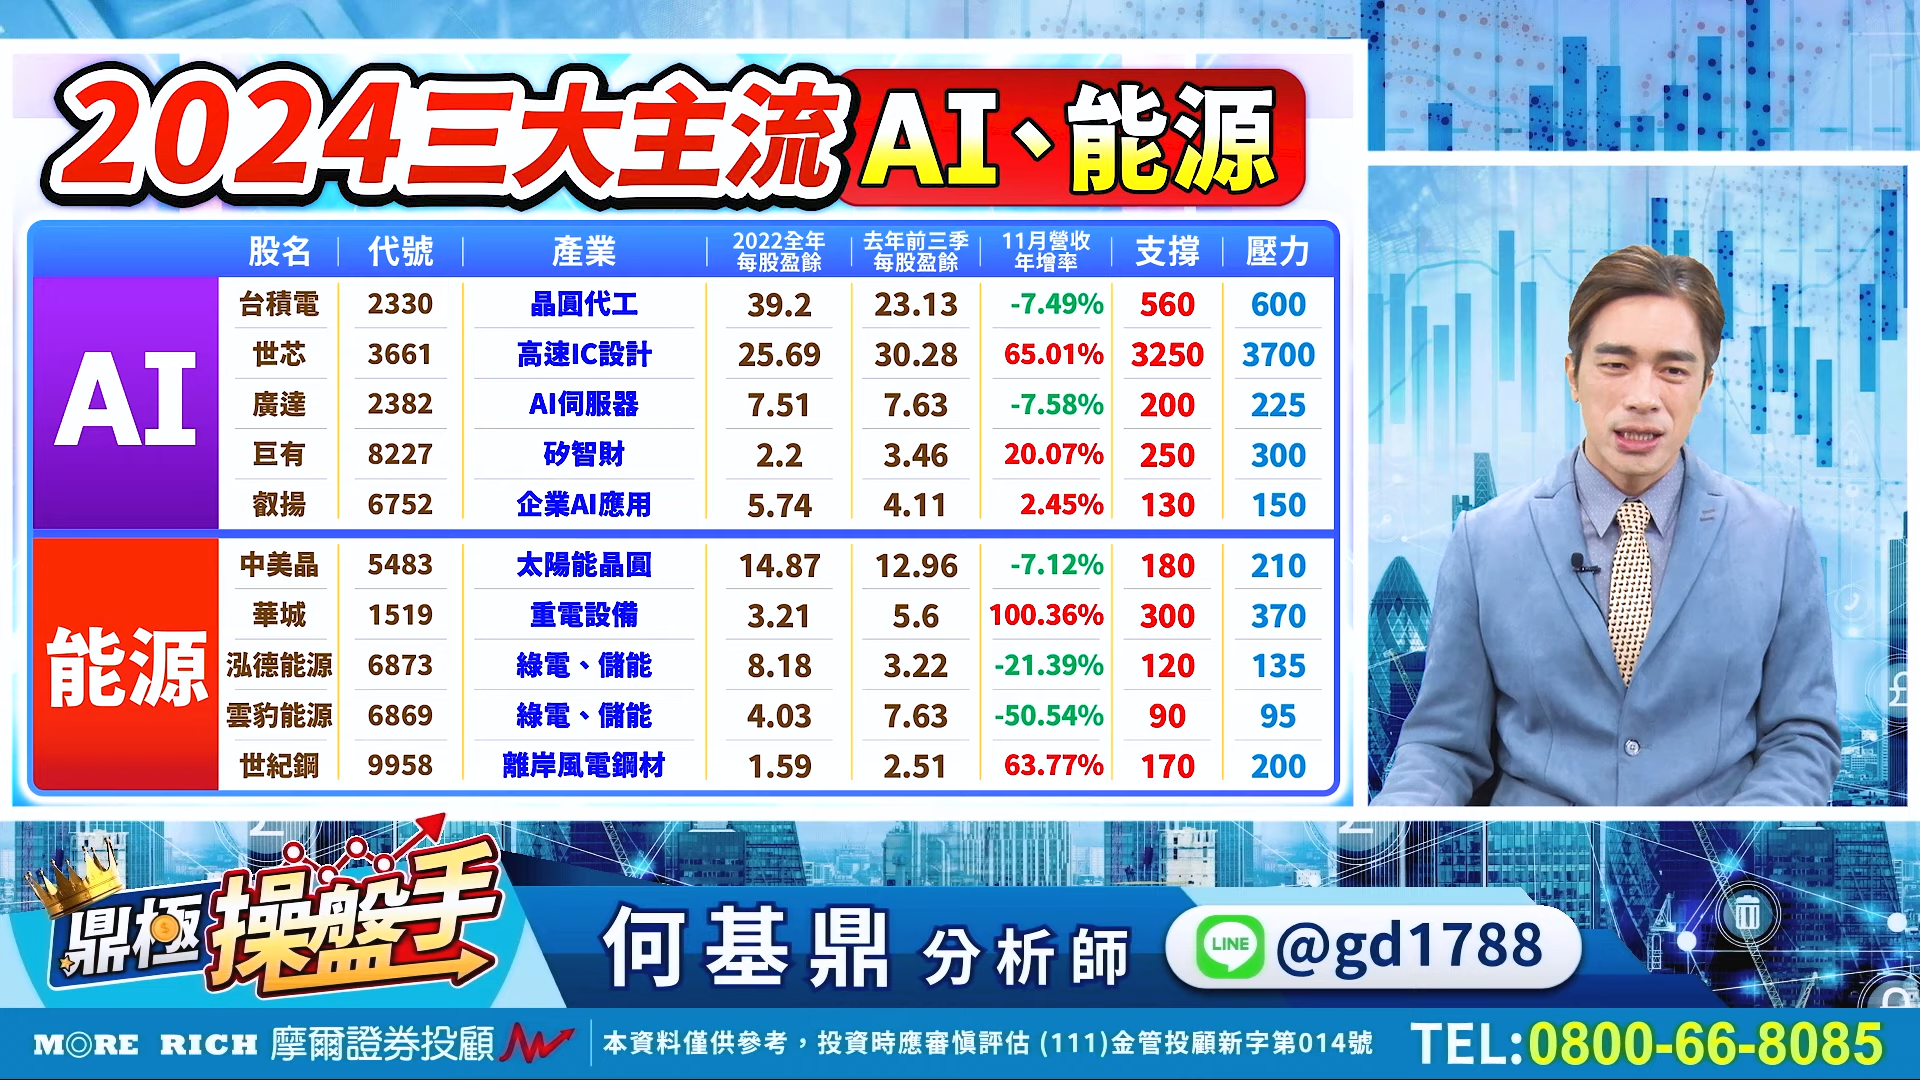 2024三大主流 AI、能源
股名 代號 產業 2022全年每股盈餘 去年前三季每股盈餘 11月營收年增率 支撐 壓力
AI
台積電 2330 晶圓代工 39.2 23.13 -7.49% 560 600
世芯 3661 高速IC設計 25.69 30.28 65.01% 3250 3700
廣達 2382 AI伺服器 7.51 7.63 -7.58% 200 225
巨有 8227 矽智財 2.2 3.46 20.07% 250 300
叡揚 6752 企業AI應用 5.74 4.11 2.45% 130 150
能源
中美晶 5483 太陽能晶圓 14.87 12.96 -7.12% 180 210
華城 1519 重電設備 3.21 5.6 100.36% 300 370
泓德能源 6873 綠電、儲能 8.18 3.22 -21.39% 120 135
雲豹能源 6869 綠電、儲能 4.03 7.63 -50.54% 90 95
世紀鋼 9958 離岸風電鋼材 1.59 2.51 63.77% 170 200
鼎極操盤手
何基鼎 分析師
LINE @gd1788
MORE RICH 摩爾證券投顧
本資料僅供參考，投資時應審慎評估 (111)金管投顧新字第014號
TEL:0800-66-8085